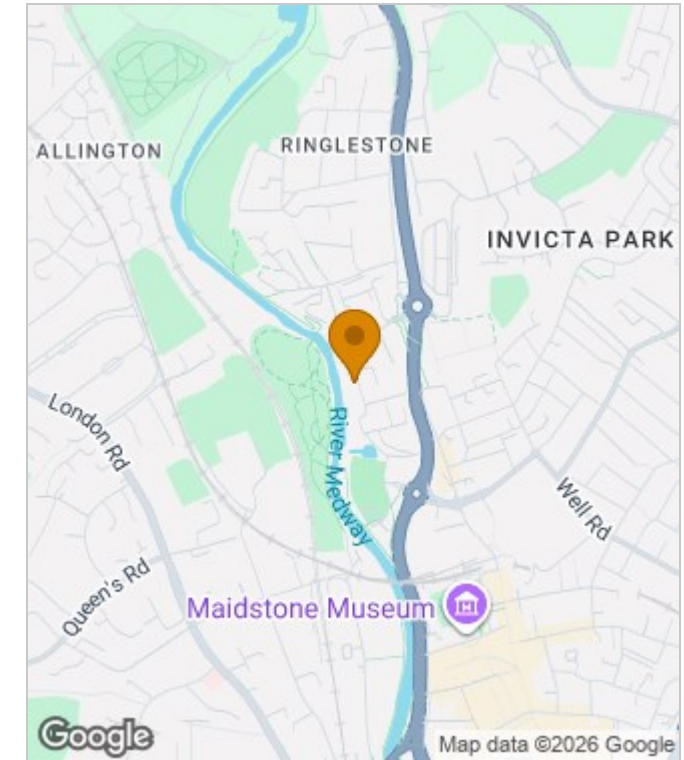 ALLINGTON
RINGLESTONE
INVICTA PARK
London Rd
River Medway
Well Rd
Queen's Rd
Maidstone Museum
Google
Map data ©2026 Google